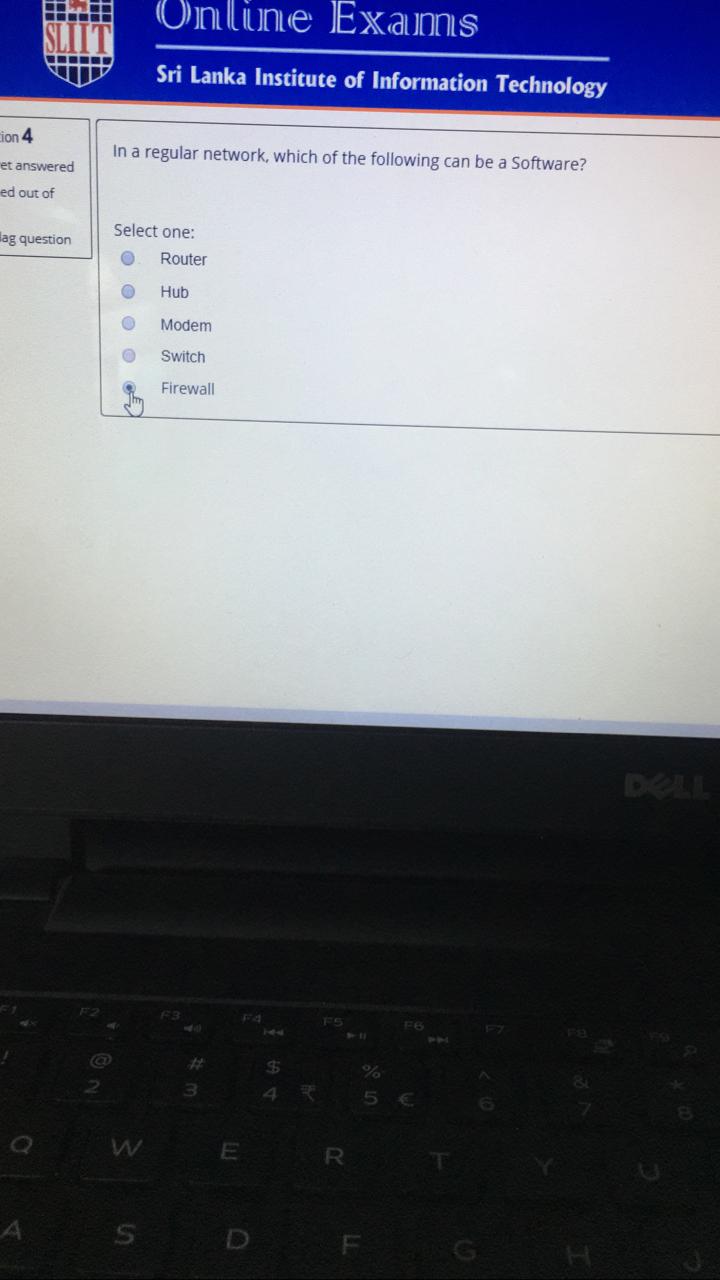 Online Exams
SLIIT
Sri Lanka Institute of Information Technology
ion 4
et answered
ed out of
lag question
In a regular network, which of the following can be a Software?
Select one:
Router
Hub
Modem
Switch
Firewall
DELL
F1 F2 F3 F4 F5 F6 F7 F8 F9
! @ # $ % ^ & *
2 3 4 ₹ 5 € 6 7 8
Q W E R T Y U
A S D F G H J